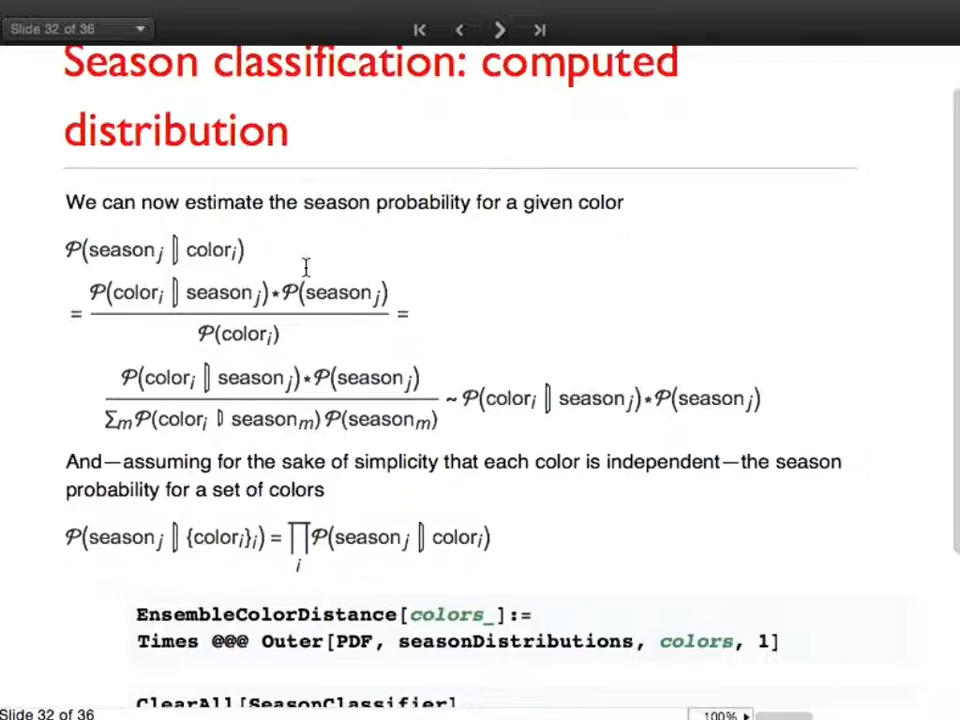 Slide 32 of 36
Season classification: computed
distribution
We can now estimate the season probability for a given color
𝒫(season_j | color_i)
= 𝒫(color_i | season_j)*𝒫(season_j) =
𝒫(color_i)
𝒫(color_i | season_j)*𝒫(season_j)
∑_m 𝒫(color_i | season_m) 𝒫(season_m)
~ 𝒫(color_i | season_j)*𝒫(season_j)
And—assuming for the sake of simplicity that each color is independent—the season
probability for a set of colors
𝒫(season_j | {color_i}_i) = ∏_i 𝒫(season_j | color_i)
EnsembleColorDistance[colors_]:=
Times @@@ Outer[PDF, seasonDistributions, colors, 1]
ClearAll[SeasonClassifier]
Slide 32 of 36
100%